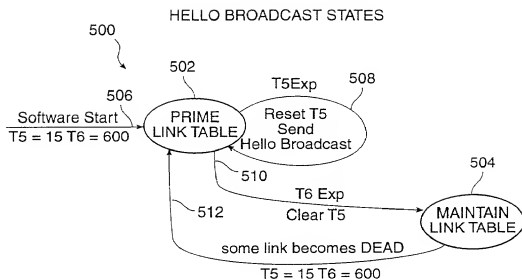 HELLO BROADCAST STATES
500
502
508
506
T5Exp
Software Start
T5 = 15 T6 = 600
PRIME
LINK TABLE
Reset T5
Send
Hello Broadcast
510
504
T6 Exp
Clear T5
512
MAINTAIN
LINK TABLE
some link becomes DEAD
T5 = 15 T6 = 600